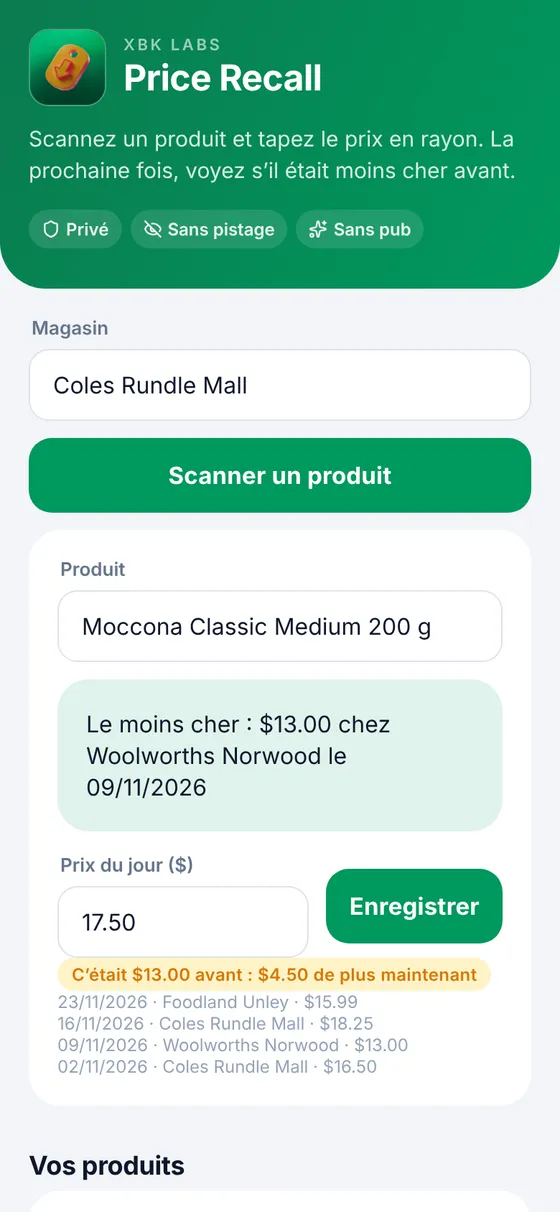 XBK LABS
Price Recall
Scannez un produit et tapez le prix en rayon. La
prochaine fois, voyez s’il était moins cher avant.
Privé
Sans pistage
Sans pub
Magasin
Coles Rundle Mall
Scanner un produit
Produit
Moccona Classic Medium 200 g
Le moins cher : $13.00 chez
Woolworths Norwood le
09/11/2026
Prix du jour ($)
17.50
Enregistrer
C’était $13.00 avant : $4.50 de plus maintenant
23/11/2026 · Foodland Unley · $15.99
16/11/2026 · Coles Rundle Mall · $18.25
09/11/2026 · Woolworths Norwood · $13.00
02/11/2026 · Coles Rundle Mall · $16.50
Vos produits